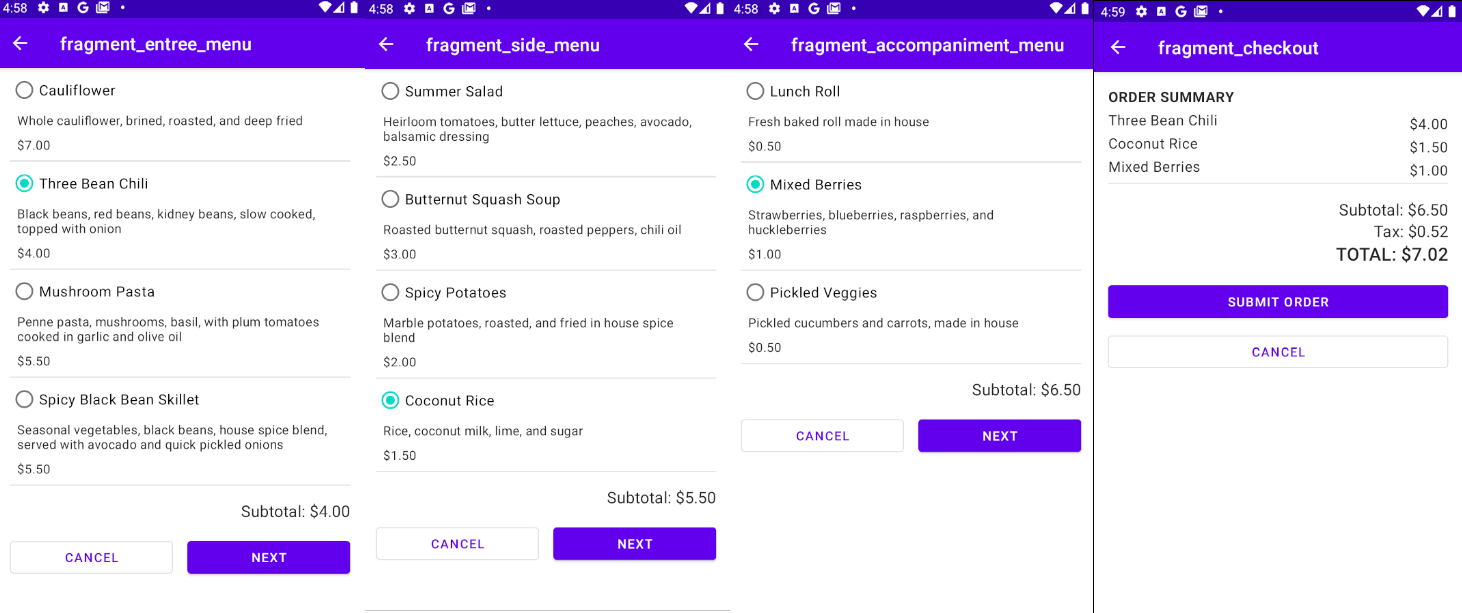 4:58
fragment_entree_menu
Cauliflower
Whole cauliflower, brined, roasted, and deep fried
$7.00
Three Bean Chili
Black beans, red beans, kidney beans, slow cooked,
topped with onion
$4.00
Mushroom Pasta
Penne pasta, mushrooms, basil, with plum tomatoes
cooked in garlic and olive oil
$5.50
Spicy Black Bean Skillet
Seasonal vegetables, black beans, house spice blend,
served with avocado and quick pickled onions
$5.50
Subtotal: $4.00
CANCEL NEXT
4:58
fragment_side_menu
Summer Salad
Heirloom tomatoes, butter lettuce, peaches, avocado,
balsamic dressing
$2.50
Butternut Squash Soup
Roasted butternut squash, roasted peppers, chili oil
$3.00
Spicy Potatoes
Marble potatoes, roasted, and fried in house spice
blend
$2.00
Coconut Rice
Rice, coconut milk, lime, and sugar
$1.50
Subtotal: $5.50
CANCEL NEXT
4:58
fragment_accompaniment_menu
Lunch Roll
Fresh baked roll made in house
$0.50
Mixed Berries
Strawberries, blueberries, raspberries, and
huckleberries
$1.00
Pickled Veggies
Pickled cucumbers and carrots, made in house
$0.50
Subtotal: $6.50
CANCEL NEXT
4:59
fragment_checkout
ORDER SUMMARY
Three Bean Chili $4.00
Coconut Rice $1.50
Mixed Berries $1.00
Subtotal: $6.50
Tax: $0.52
TOTAL: $7.02
SUBMIT ORDER
CANCEL